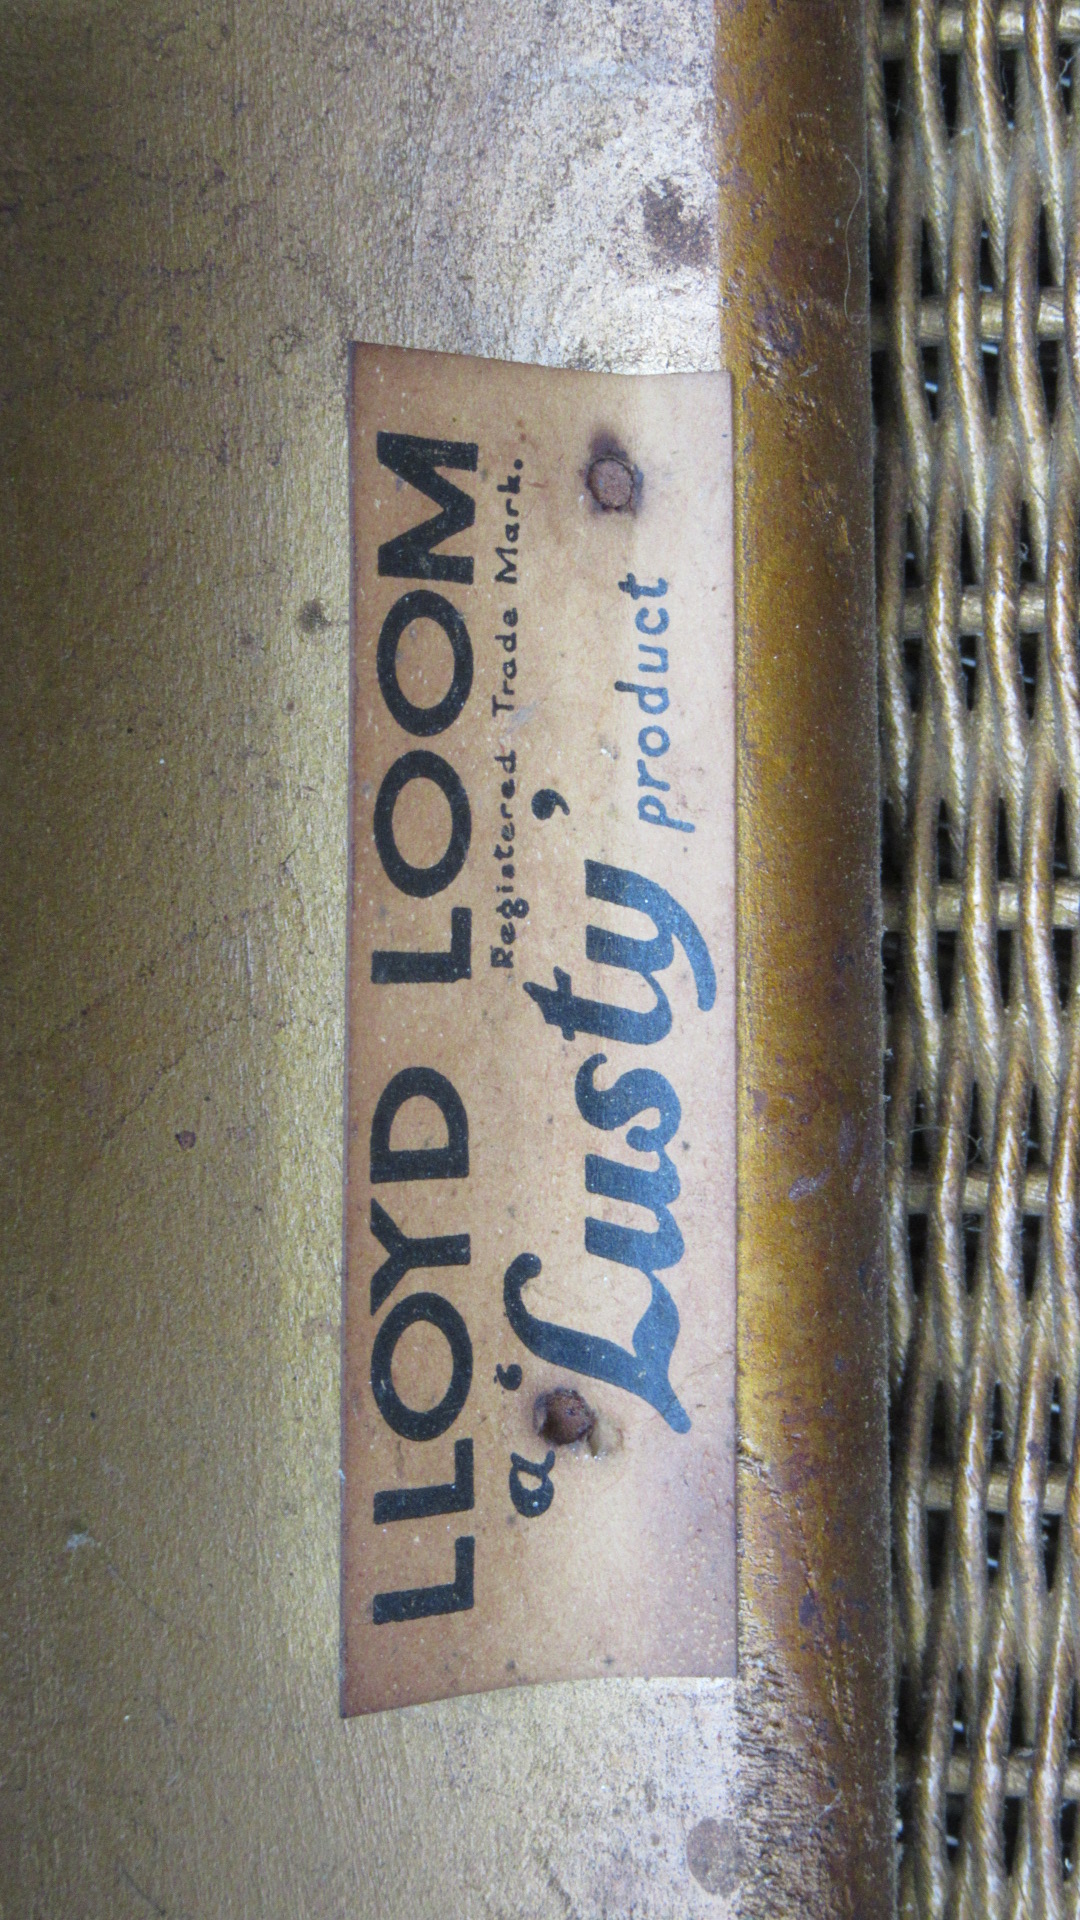 LLOYD LOOM
Registered Trade Mark.
a ‘Lusty’ product